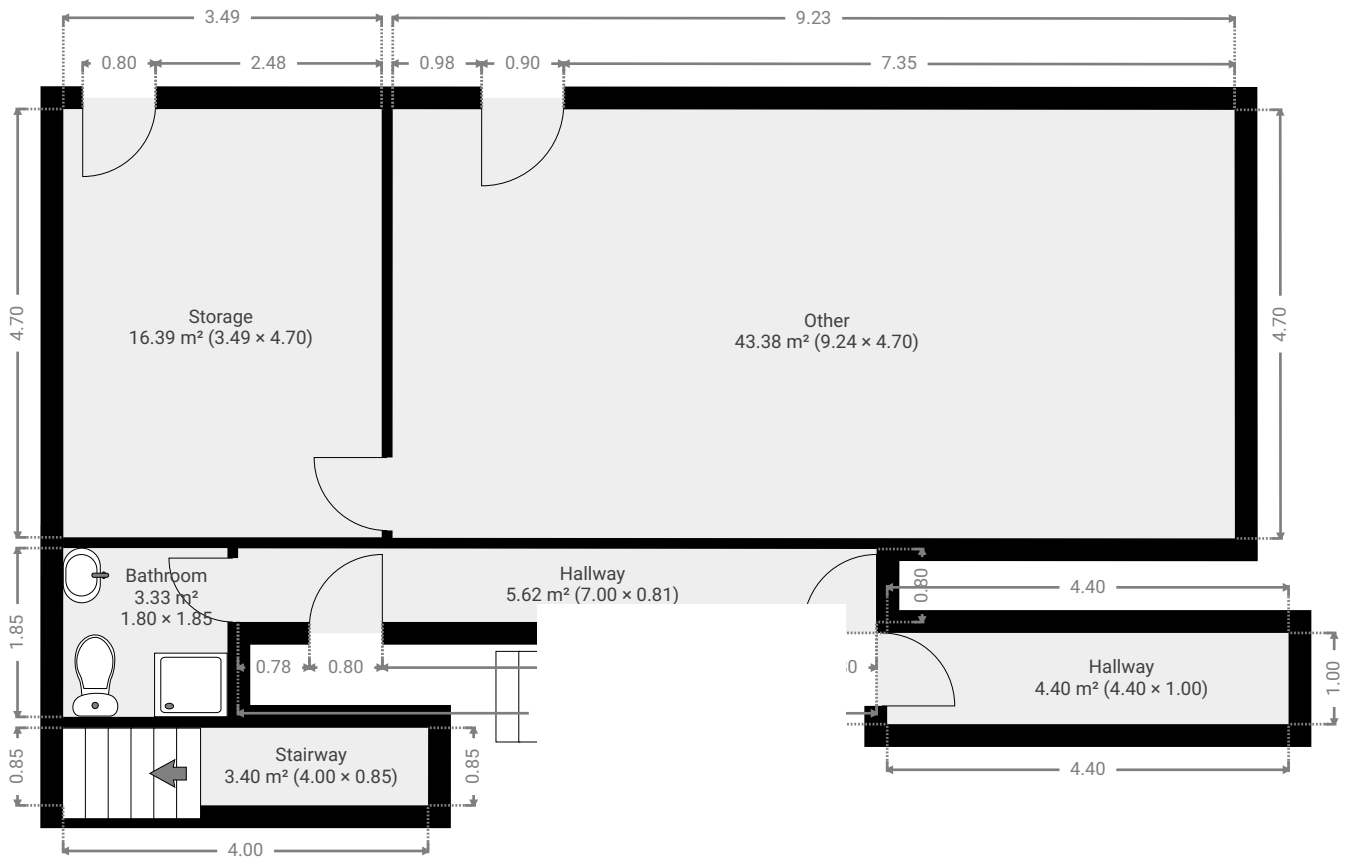 3.49
9.23
0.80
2.48
0.98
0.90
7.35
4.70
4.70
Storage
16.39 m² (3.49 × 4.70)
Other
43.38 m² (9.24 × 4.70)
Bathroom
3.33 m²
1.80 × 1.85
Hallway
5.62 m² (7.00 × 0.81)
0.80
4.40
1.85
0.78
0.80
Hallway
4.40 m² (4.40 × 1.00)
1.00
Stairway
3.40 m² (4.00 × 0.85)
0.85
0.85
4.40
4.00